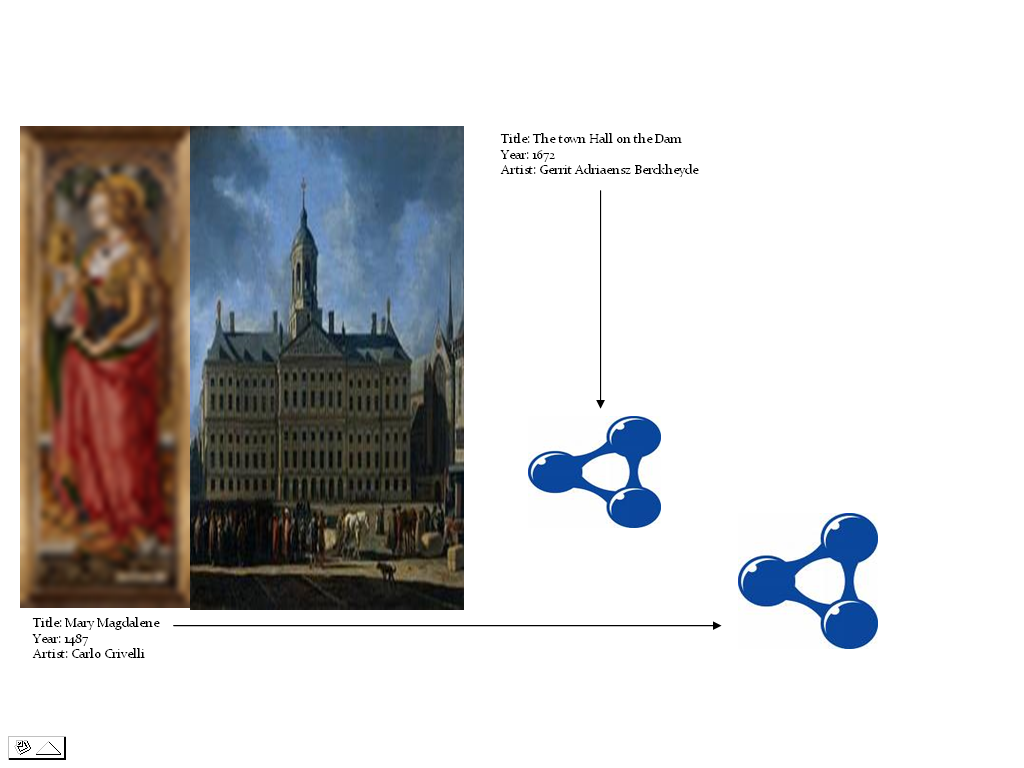 Title: The town Hall on the Dam
Year: 1672
Artist: Gerrit Adriaensz Berckheyde
Title: Mary Magdalene
Year: 1487
Artist: Carlo Crivelli